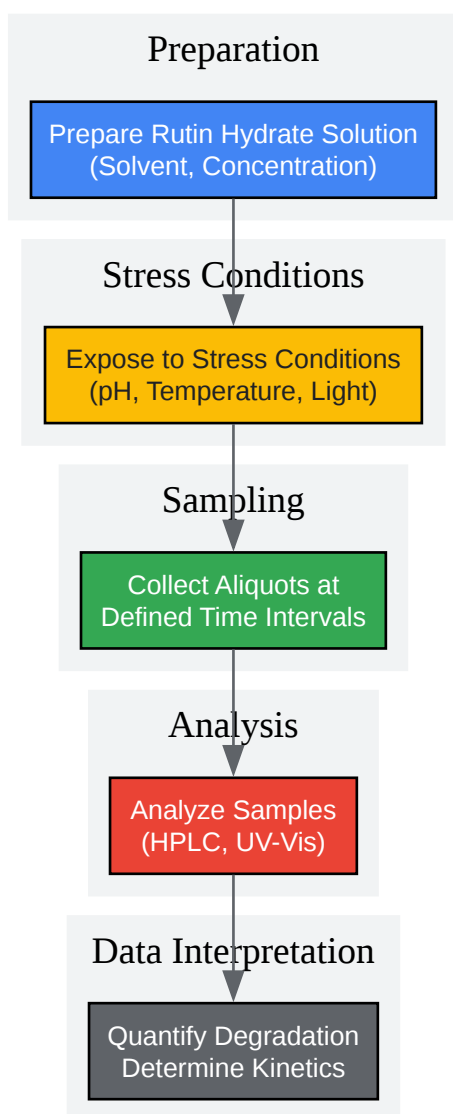 Preparation
Prepare Rutin Hydrate Solution
(Solvent, Concentration)
Stress Conditions
Expose to Stress Conditions
(pH, Temperature, Light)
Sampling
Collect Aliquots at
Defined Time Intervals
Analysis
Analyze Samples
(HPLC, UV-Vis)
Data Interpretation
Quantify Degradation
Determine Kinetics